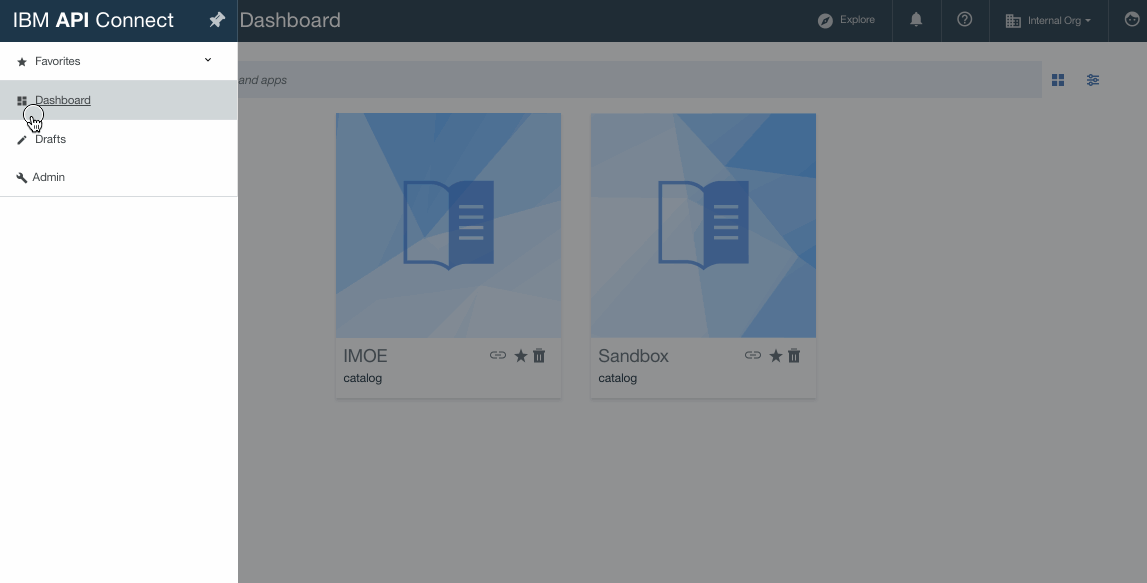 IBM API Connect
Dashboard
Explore
Internal Org
Favorites
and apps
Dashboard
Drafts
Admin
IMOE
catalog
Sandbox
catalog